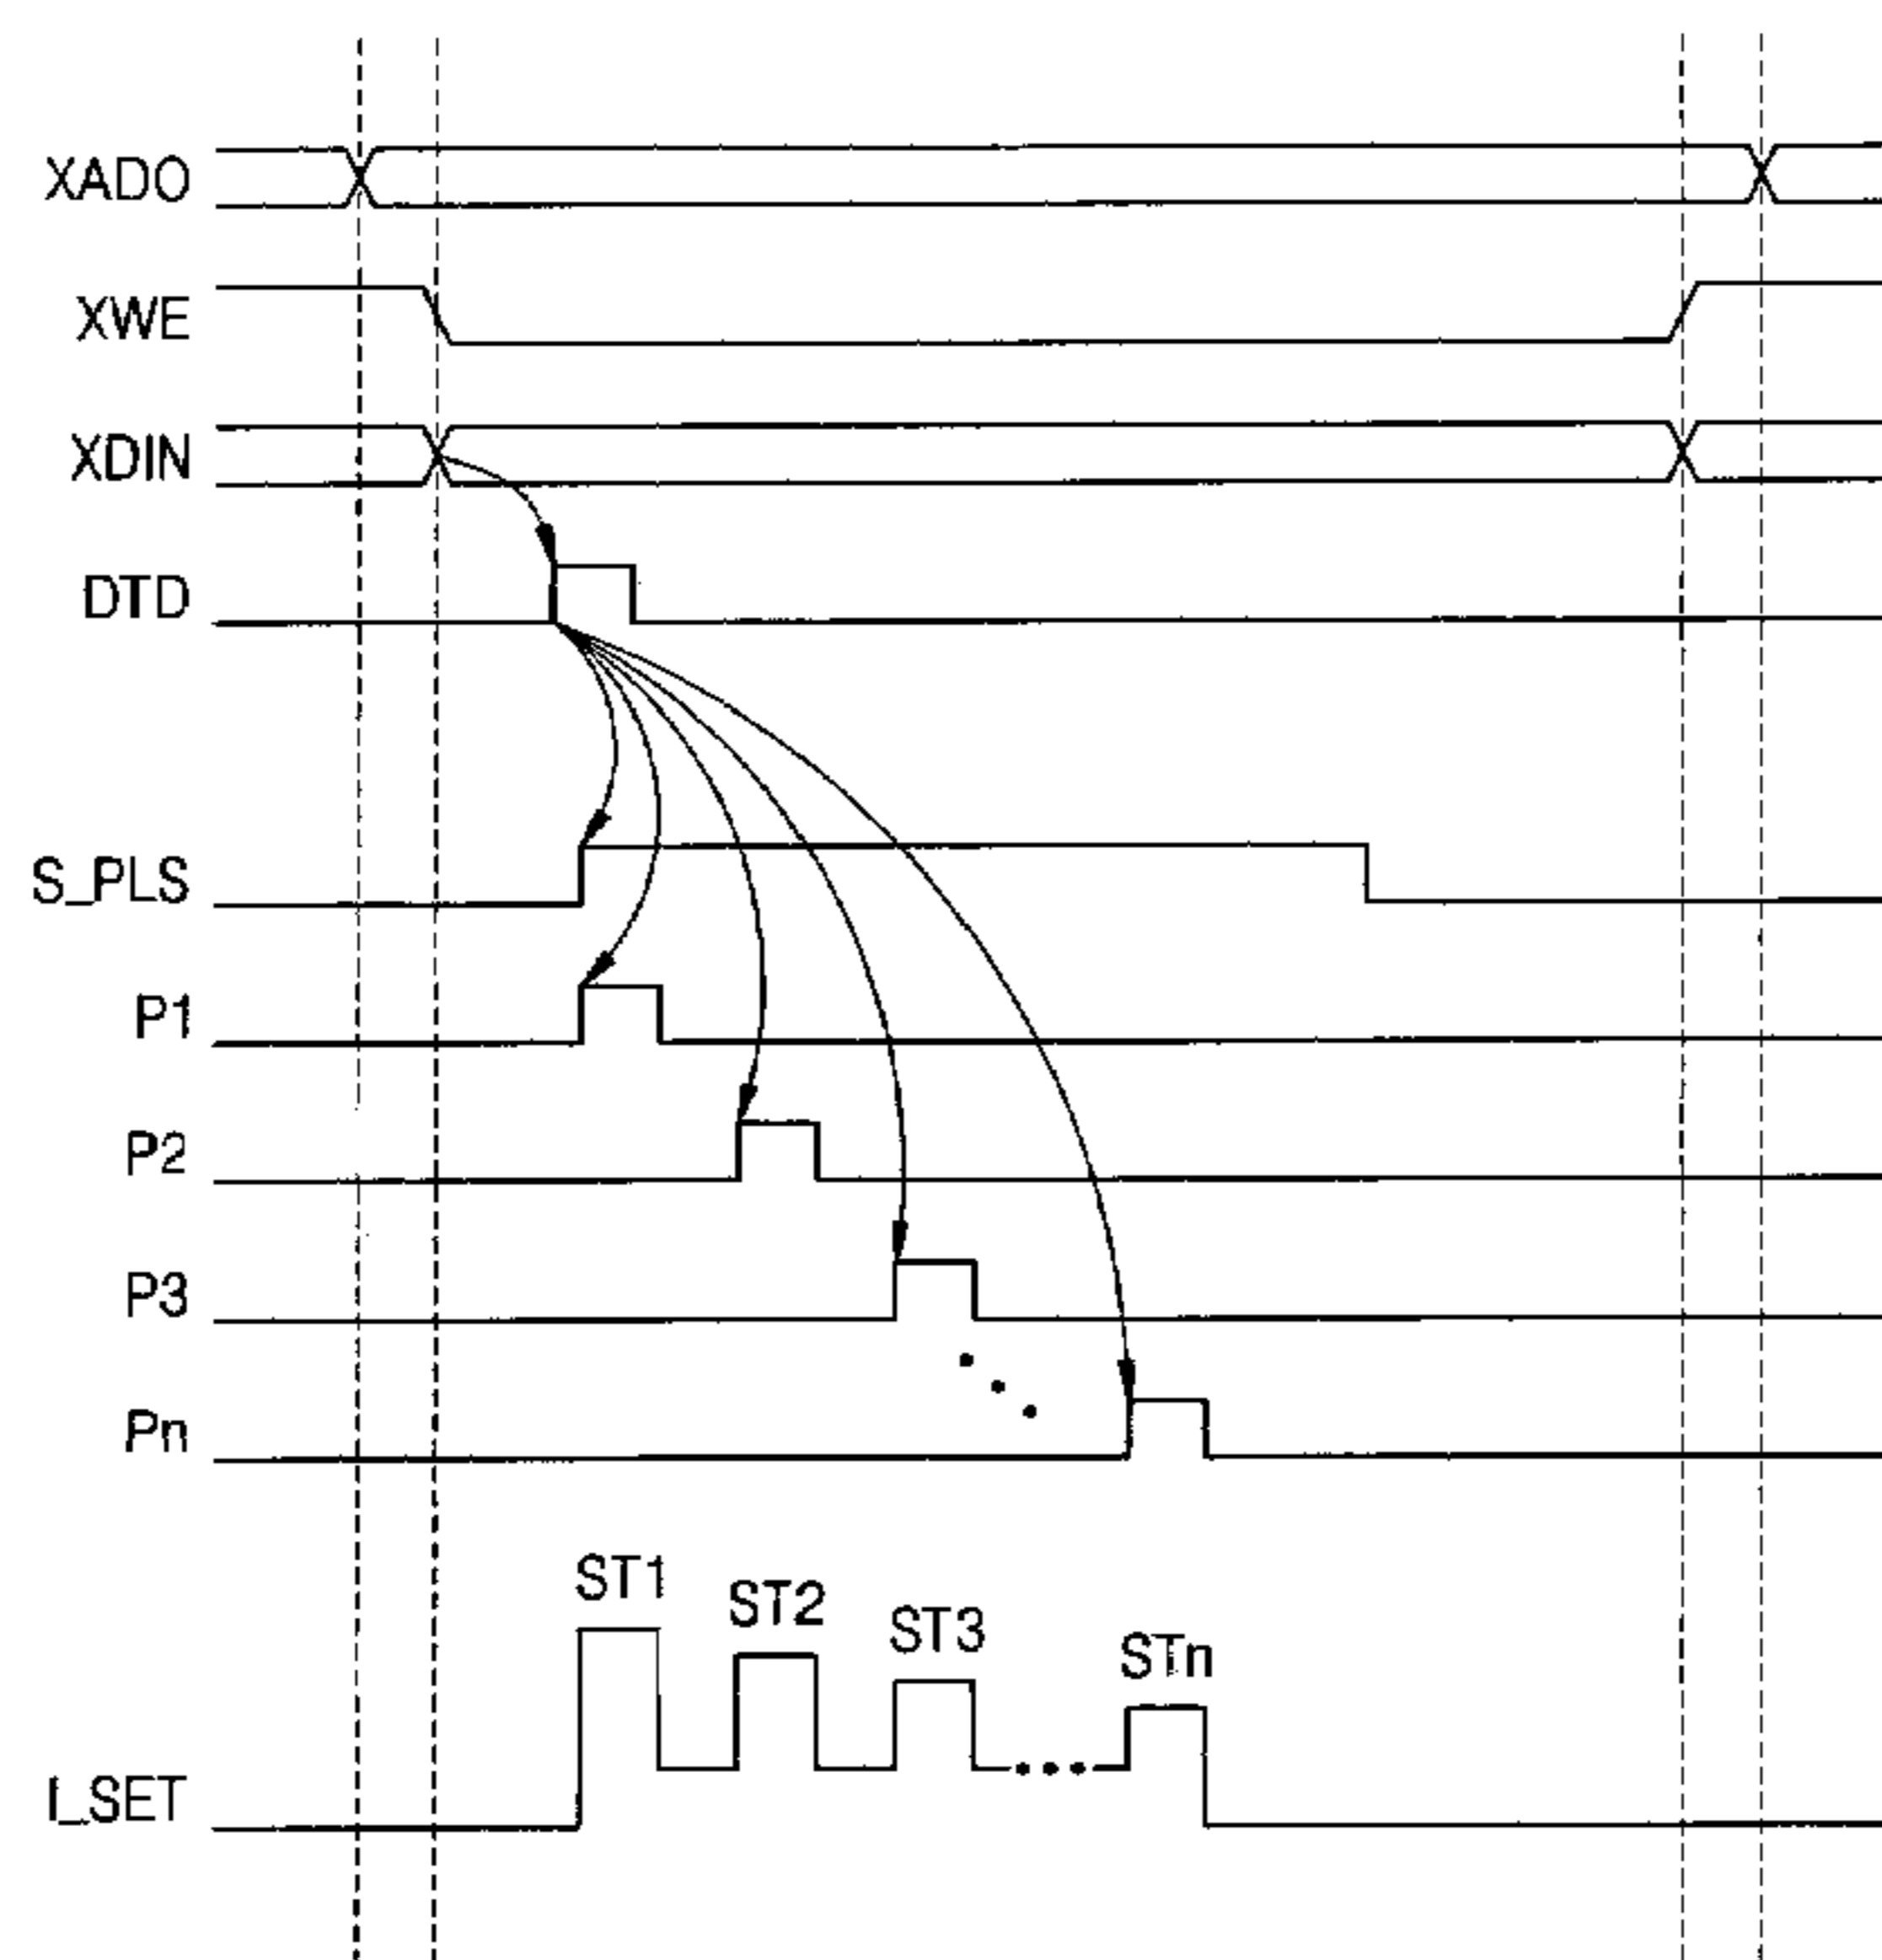 XADO
XWE
XDIN
DTD
S_PLS
P1
P2
P3
Pn
ST1
ST2
ST3
STn
I_SET